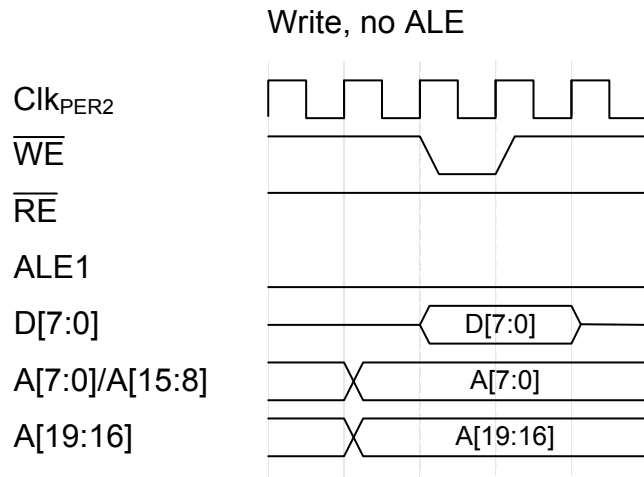 Write, no ALE
ClkPER2
WE
RE
ALE1
D[7:0] D[7:0]
A[7:0]/A[15:8] A[7:0]
A[19:16] A[19:16]